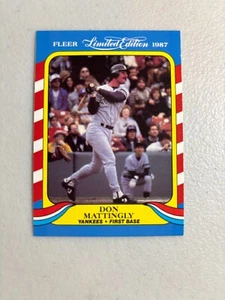 FLEER Limited Edition 1987
DON
MATTINGLY
YANKEES • FIRST BASE